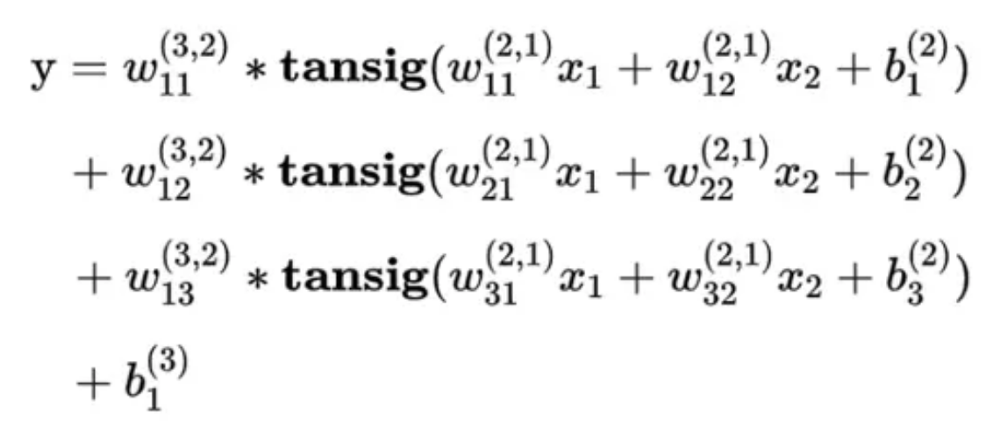 y = w_{11}^{(3,2)} * tansig(w_{11}^{(2,1)} x_1 + w_{12}^{(2,1)} x_2 + b_1^{(2)})
+ w_{12}^{(3,2)} * tansig(w_{21}^{(2,1)} x_1 + w_{22}^{(2,1)} x_2 + b_2^{(2)})
+ w_{13}^{(3,2)} * tansig(w_{31}^{(2,1)} x_1 + w_{32}^{(2,1)} x_2 + b_3^{(2)})
+ b_1^{(3)}